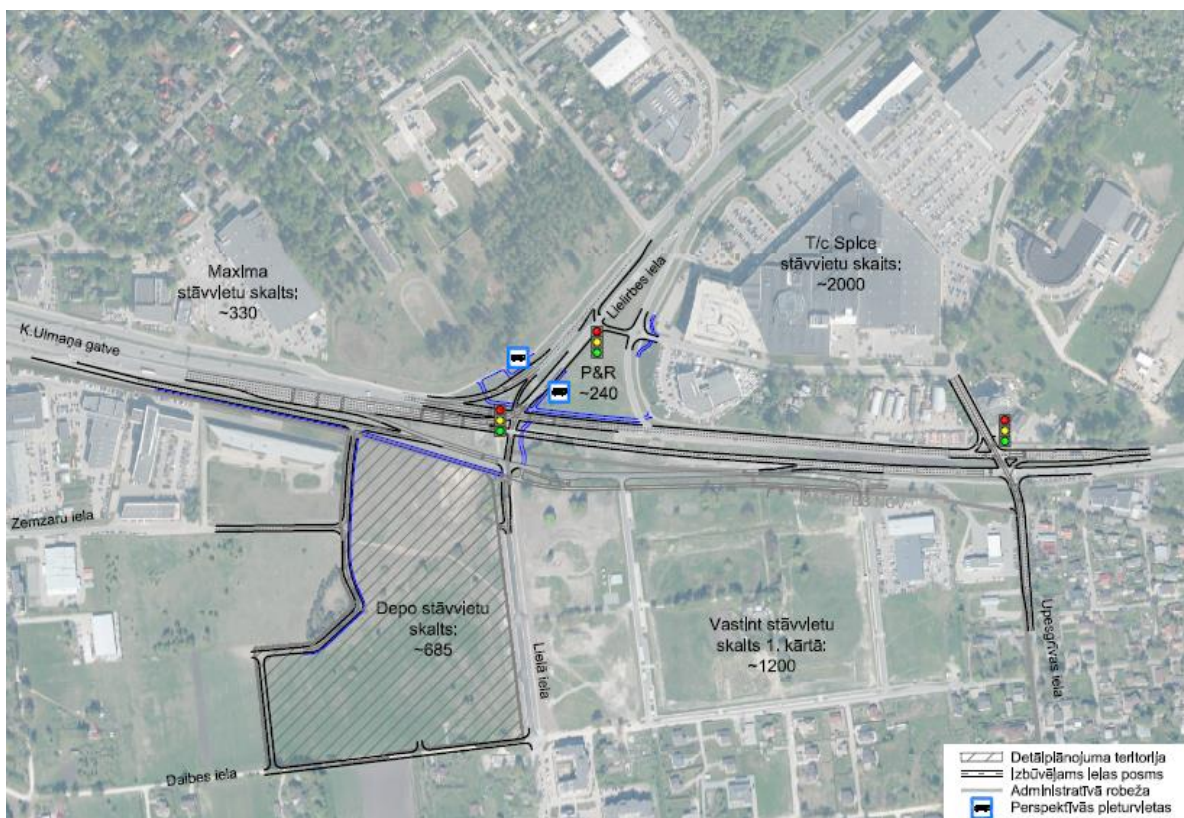 Maxima
stāvvietu skaits:
~330
T/c Spice
stāvvietu skaits:
~2000
Lielirbes iela
K.Ulmaņa gatve
P&R
~240
Zemzaru iela
Depo stāvvietu
skaits:
~685
Vastint stāvvietu
skaits 1. kārtā:
~1200
Lielā iela
Upesgrīvas iela
Daibes iela
Detālplānojuma teritorija
Izbūvējams ielas posms
Administratīvā robeža
Perspektīvās pieturvietas